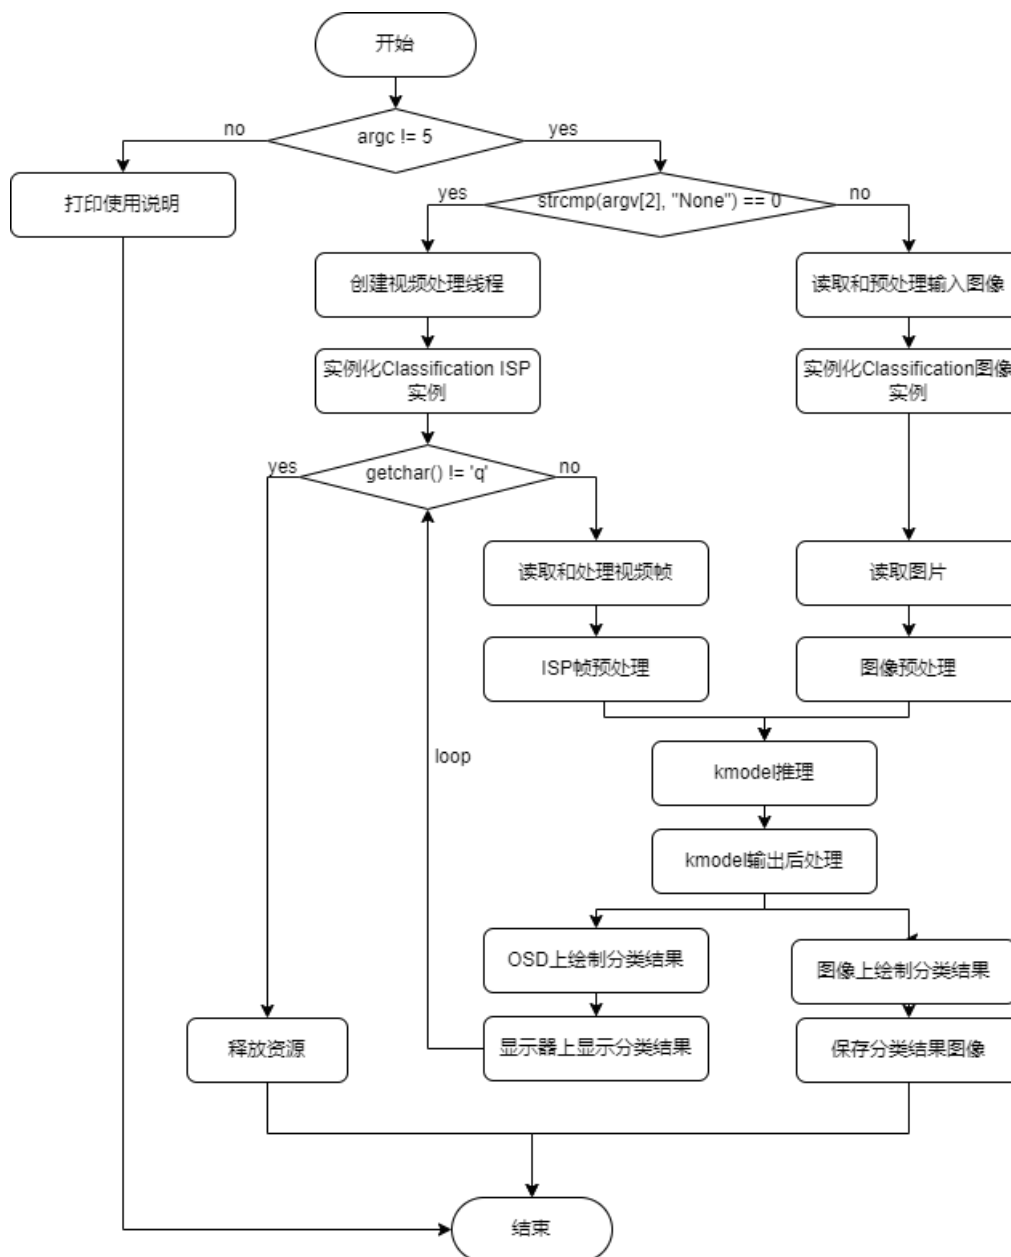 开始
argc != 5
no
yes
打印使用说明
strcmp(argv[2], "None") == 0
yes
no
创建视频处理线程
读取和预处理输入图像
实例化Classification ISP
实例
实例化Classification图像
实例
getchar() != 'q'
yes
no
读取和处理视频帧
读取图片
ISP帧预处理
图像预处理
loop
kmodel推理
kmodel输出后处理
OSD上绘制分类结果
图像上绘制分类结果
释放资源
显示器上显示分类结果
保存分类结果图像
结束